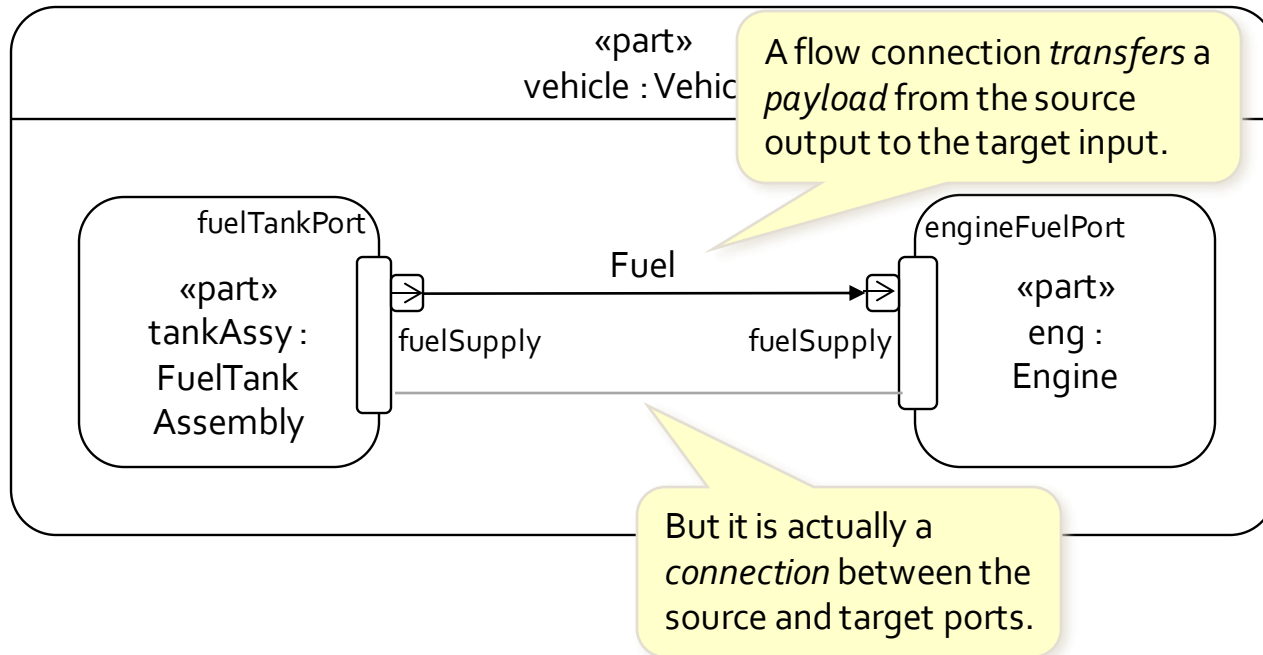 «part»
vehicle : Vehic
A flow connection transfers a
payload from the source
output to the target input.
fuelTankPort
engineFuelPort
Fuel
«part»
tankAssy :
FuelTank
Assembly
fuelSupply
fuelSupply
«part»
eng :
Engine
But it is actually a
connection between the
source and target ports.